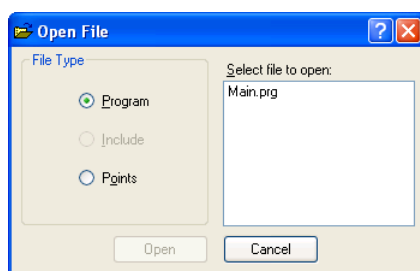 Open File
File Type
Program
Include
Points
Select file to open:
Main.prg
Open
Cancel